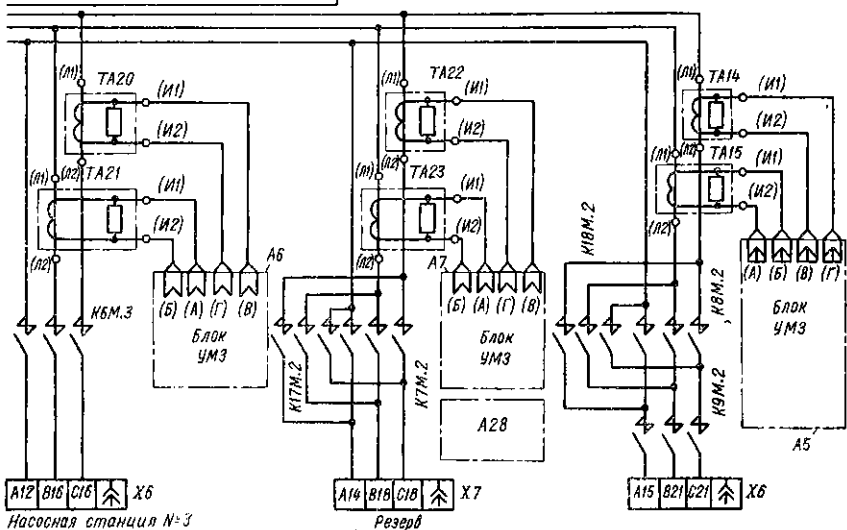 (Л1) ТА20 (И1) (И2)
(Л1) (Л2) ТА21 (И1) (И2)
(Л2)
А6
(Б) (А) (Г) (В)
Блок
УМЗ
К6М.3
А12 В16 С16 Х6
Насосная станция №3
(Л1) ТА22 (И1) (И2)
(Л1) (Л2) ТА23 (И1) (И2)
(Л2)
А7
(Б) (А) (Г) (В)
Блок
УМЗ
А28
К17М.2
К7М.2
А14 В18 С18 Х7
Резерв
(Л1) ТА14 (И1) (И2)
(Л1) (Л2) ТА15 (И1) (И2)
(Л2)
(А) (Б) (В) (Г)
Блок
УМЗ
А5
К18М.2
К8М.2
К9М.2
А15 В21 С21 Х6